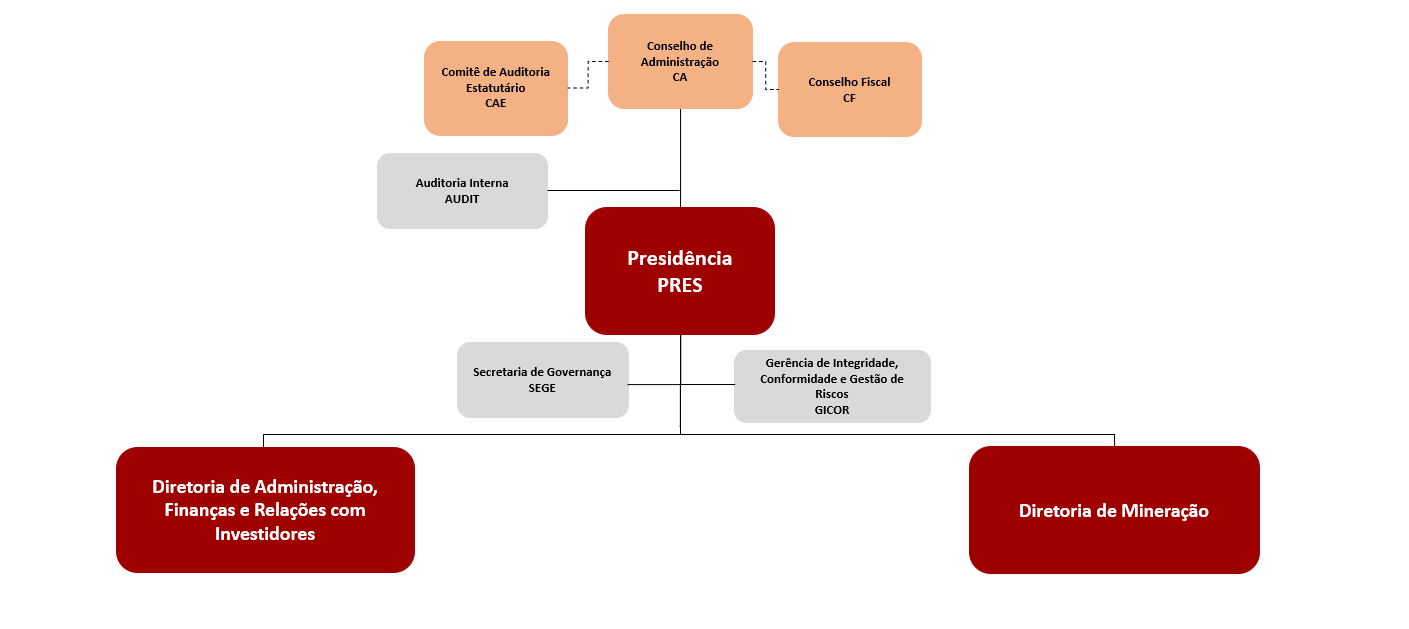 Conselho de
Administração
CA
Comitê de Auditoria
Estatutário
CAE
Conselho Fiscal
CF
Auditoria Interna
AUDIT
Presidência
PRES
Secretaria de Governança
SEGE
Gerência de Integridade,
Conformidade e Gestão de
Riscos
GICOR
Diretoria de Administração,
Finanças e Relações com
Investidores
Diretoria de Mineração